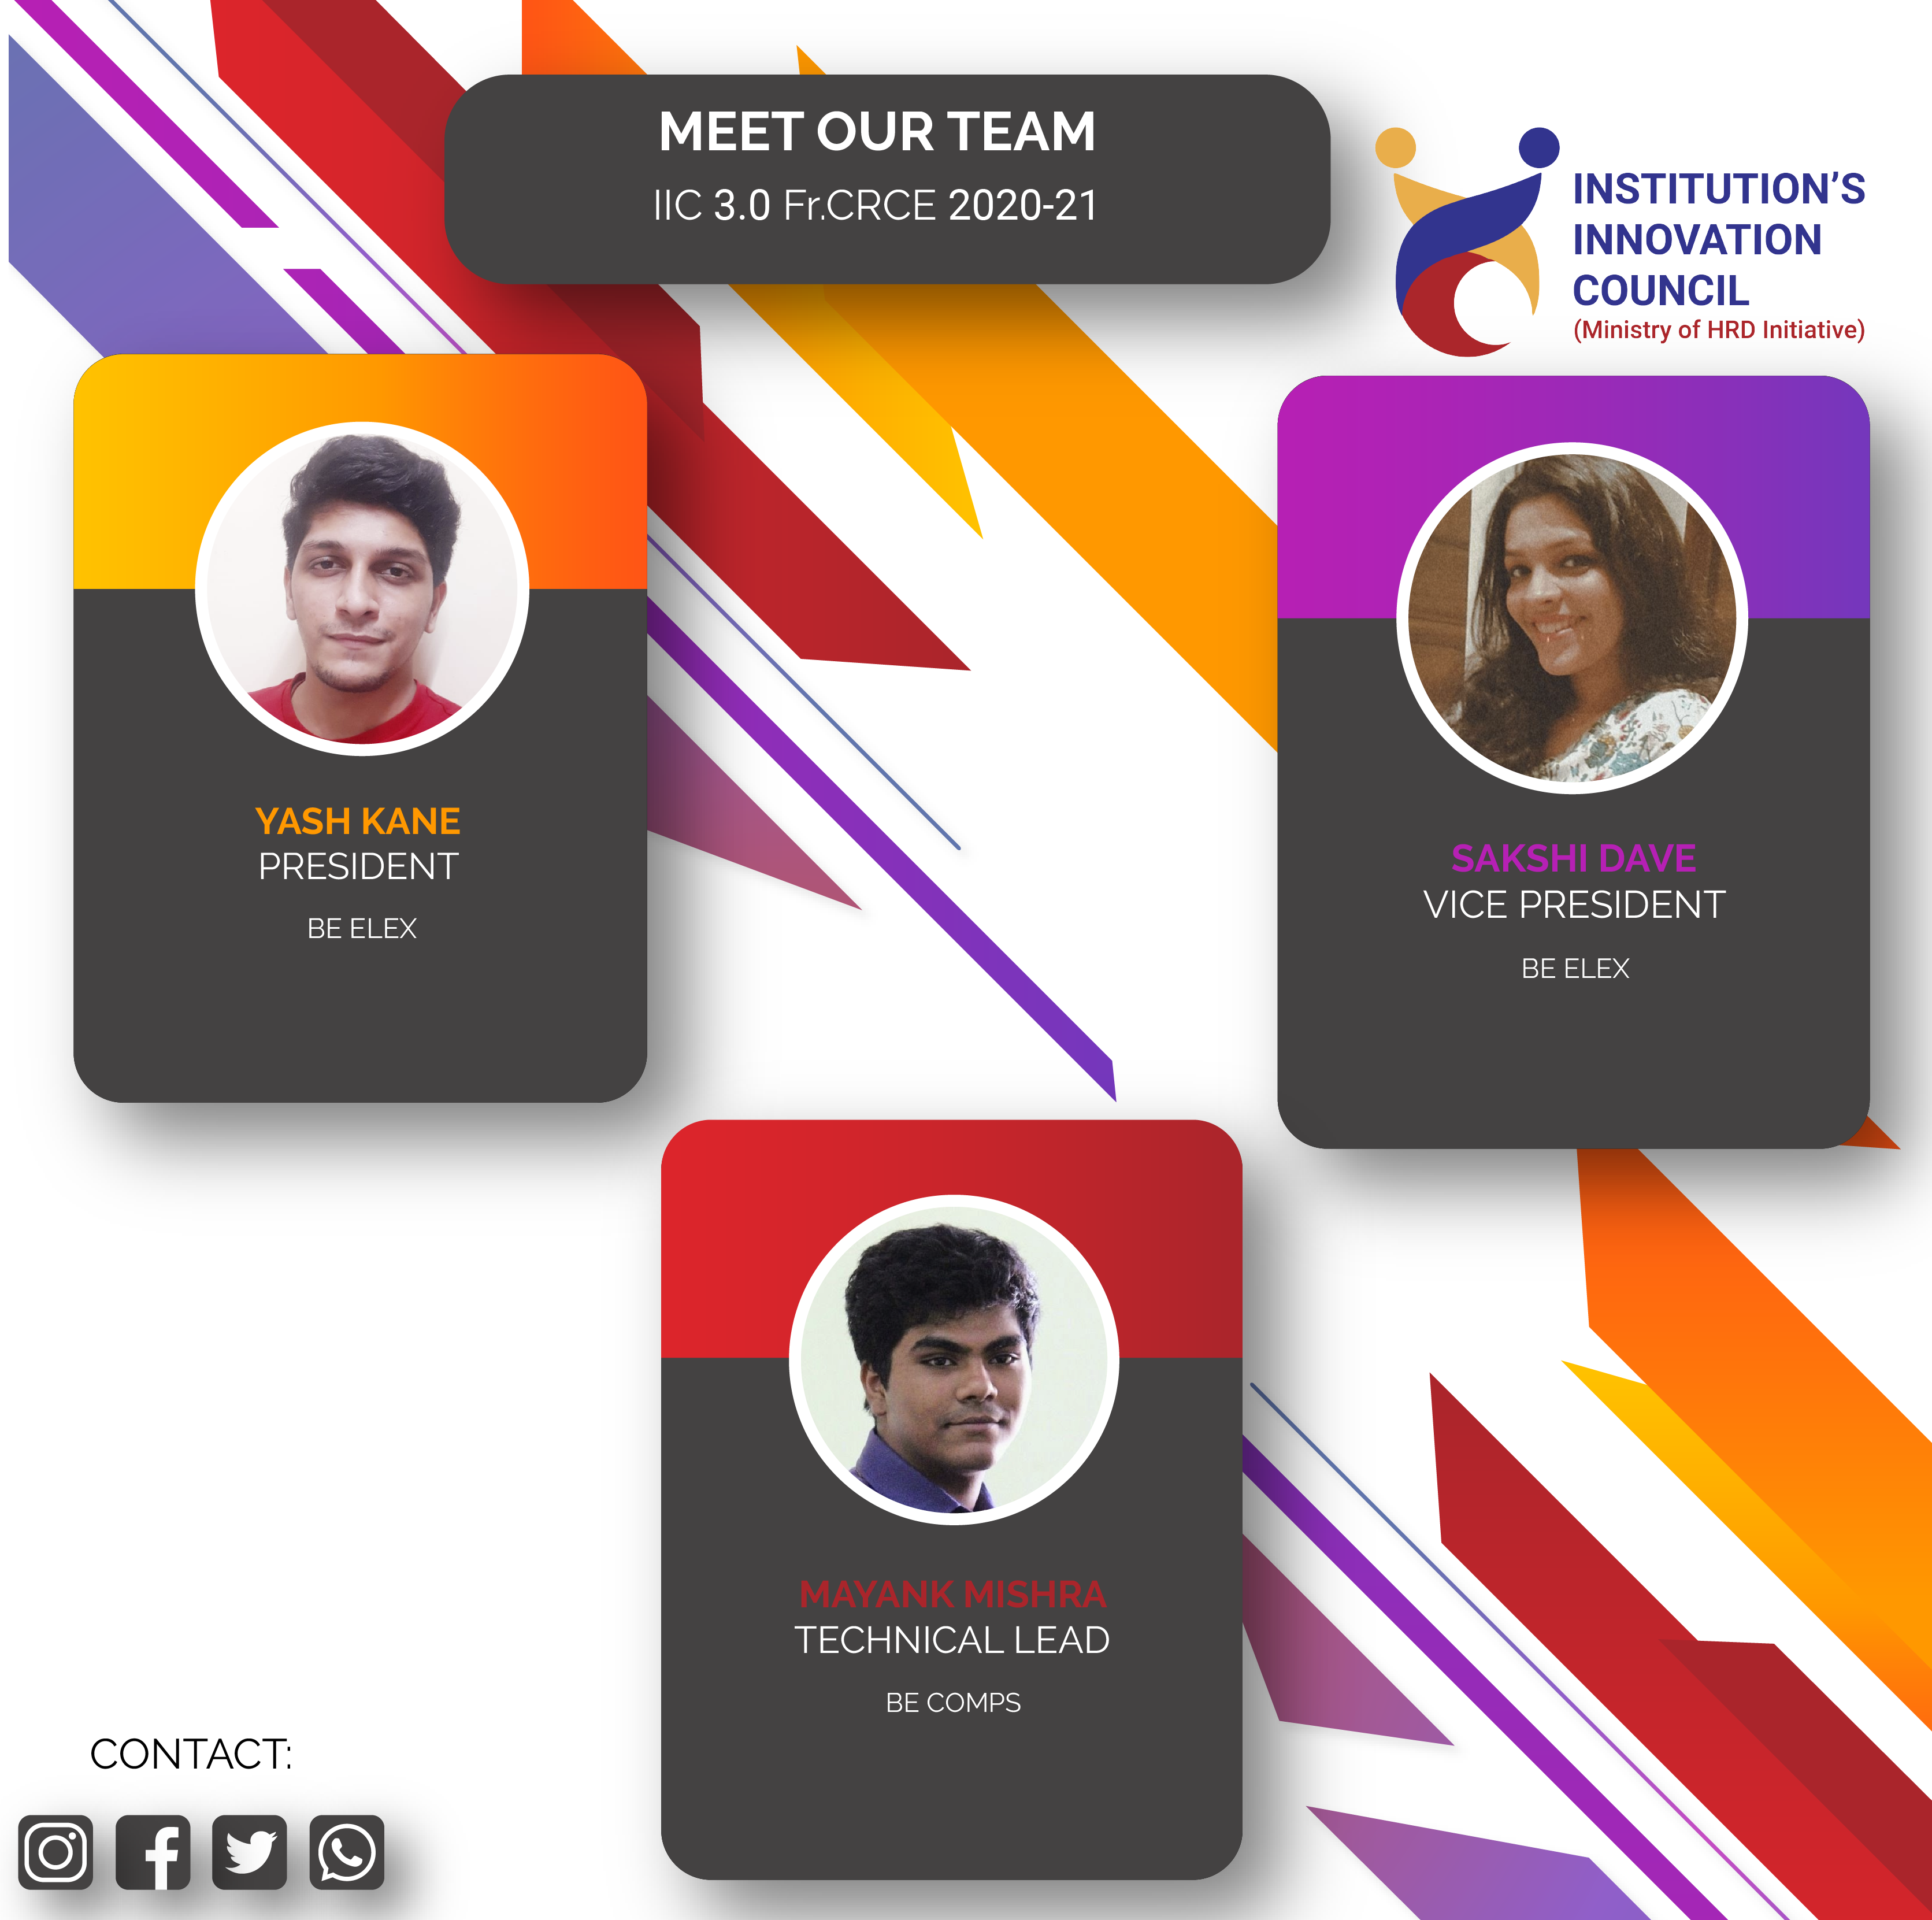 MEET OUR TEAM
IIC 3.0 Fr.CRCE 2020-21
INSTITUTION'S
INNOVATION
COUNCIL
(Ministry of HRD Initiative)
YASH KANE
PRESIDENT
BE ELEX
SAKSHI DAVE
VICE PRESIDENT
BE ELEX
MAYANK MISHRA
TECHNICAL LEAD
BE COMPS
CONTACT: